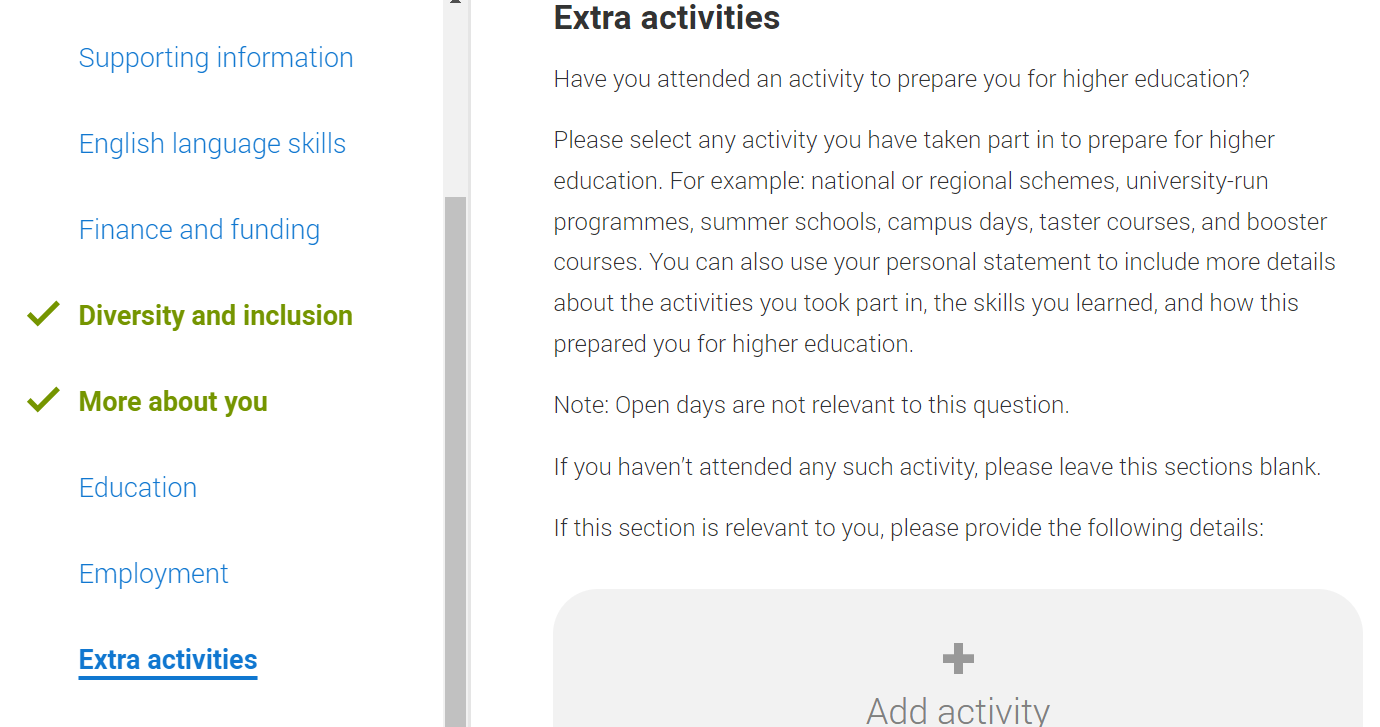 Supporting information
English language skills
Finance and funding
Diversity and inclusion
More about you
Education
Employment
Extra activities
Extra activities
Have you attended an activity to prepare you for higher education?
Please select any activity you have taken part in to prepare for higher
education. For example: national or regional schemes, university-run
programmes, summer schools, campus days, taster courses, and booster
courses. You can also use your personal statement to include more details
about the activities you took part in, the skills you learned, and how this
prepared you for higher education.
Note: Open days are not relevant to this question.
If you haven’t attended any such activity, please leave this sections blank.
If this section is relevant to you, please provide the following details:
Add activity